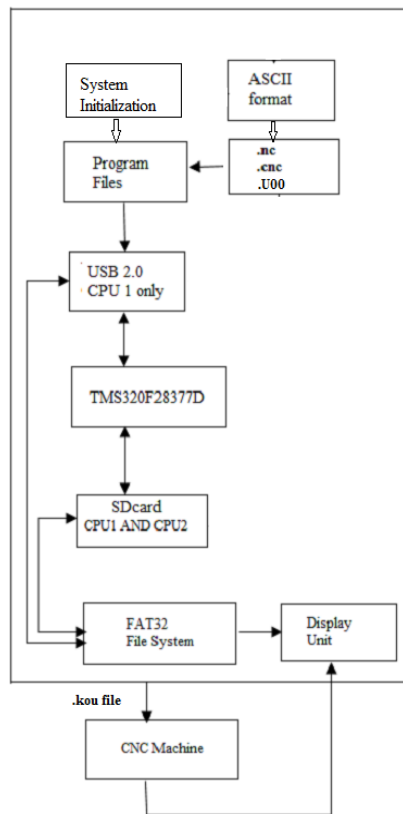 System
Initialization
ASCII
format
Program
Files
.nc
.cnc
.U00
USB 2.0
CPU 1 only
TMS320F28377D
SDcard
CPU1 AND CPU2
FAT32
File System
Display
Unit
.kou file
CNC Machine